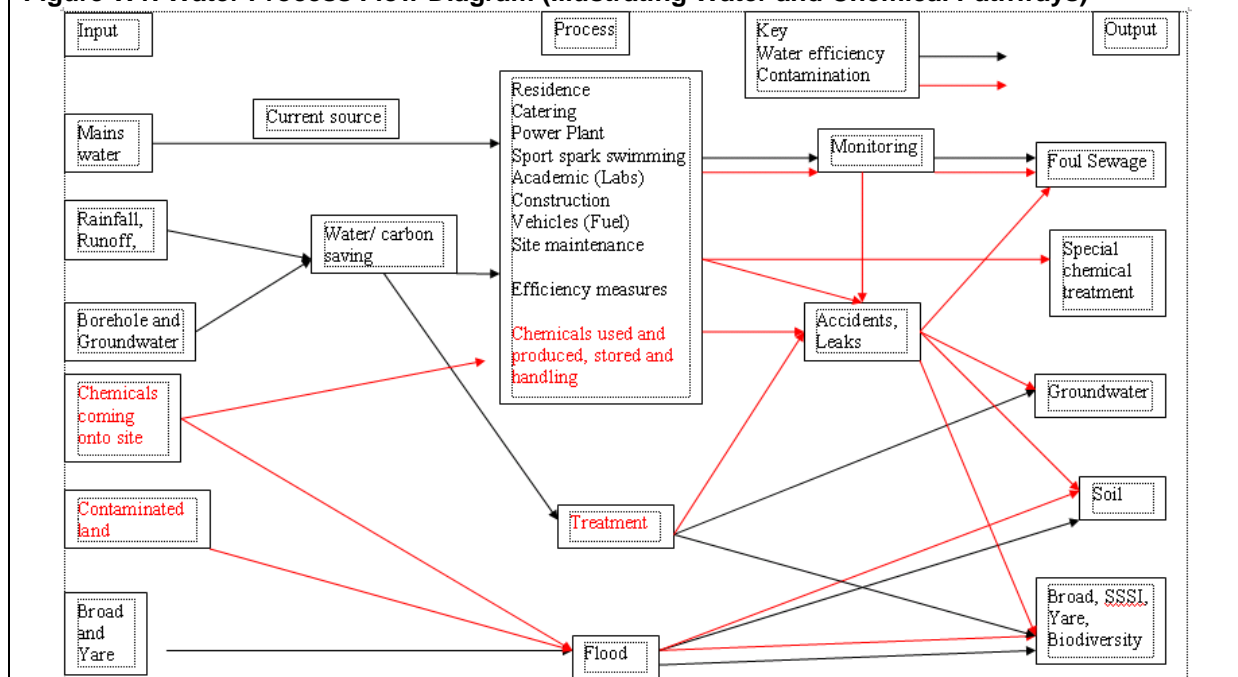 Input
Process
Key
Water efficiency
Contamination
Output
Current source
Mains
water
Residence
Catering
Power Plant
Sport spark swimming
Academic (Labs)
Construction
Vehicles (Fuel)
Site maintenance
Efficiency measures
Chemicals used and
produced, stored and
handling
Monitoring
Foul Sewage
Rainfall,
Runoff,
Water/ carbon
saving
Special
chemical
treatment
Borehole and
Groundwater
Accidents,
Leaks
Chemicals
coming
onto site
Groundwater
Contaminated
land
Treatment
Soil
Broad
and
Yare
Flood
Broad, SSSI,
Yare,
Biodiversity